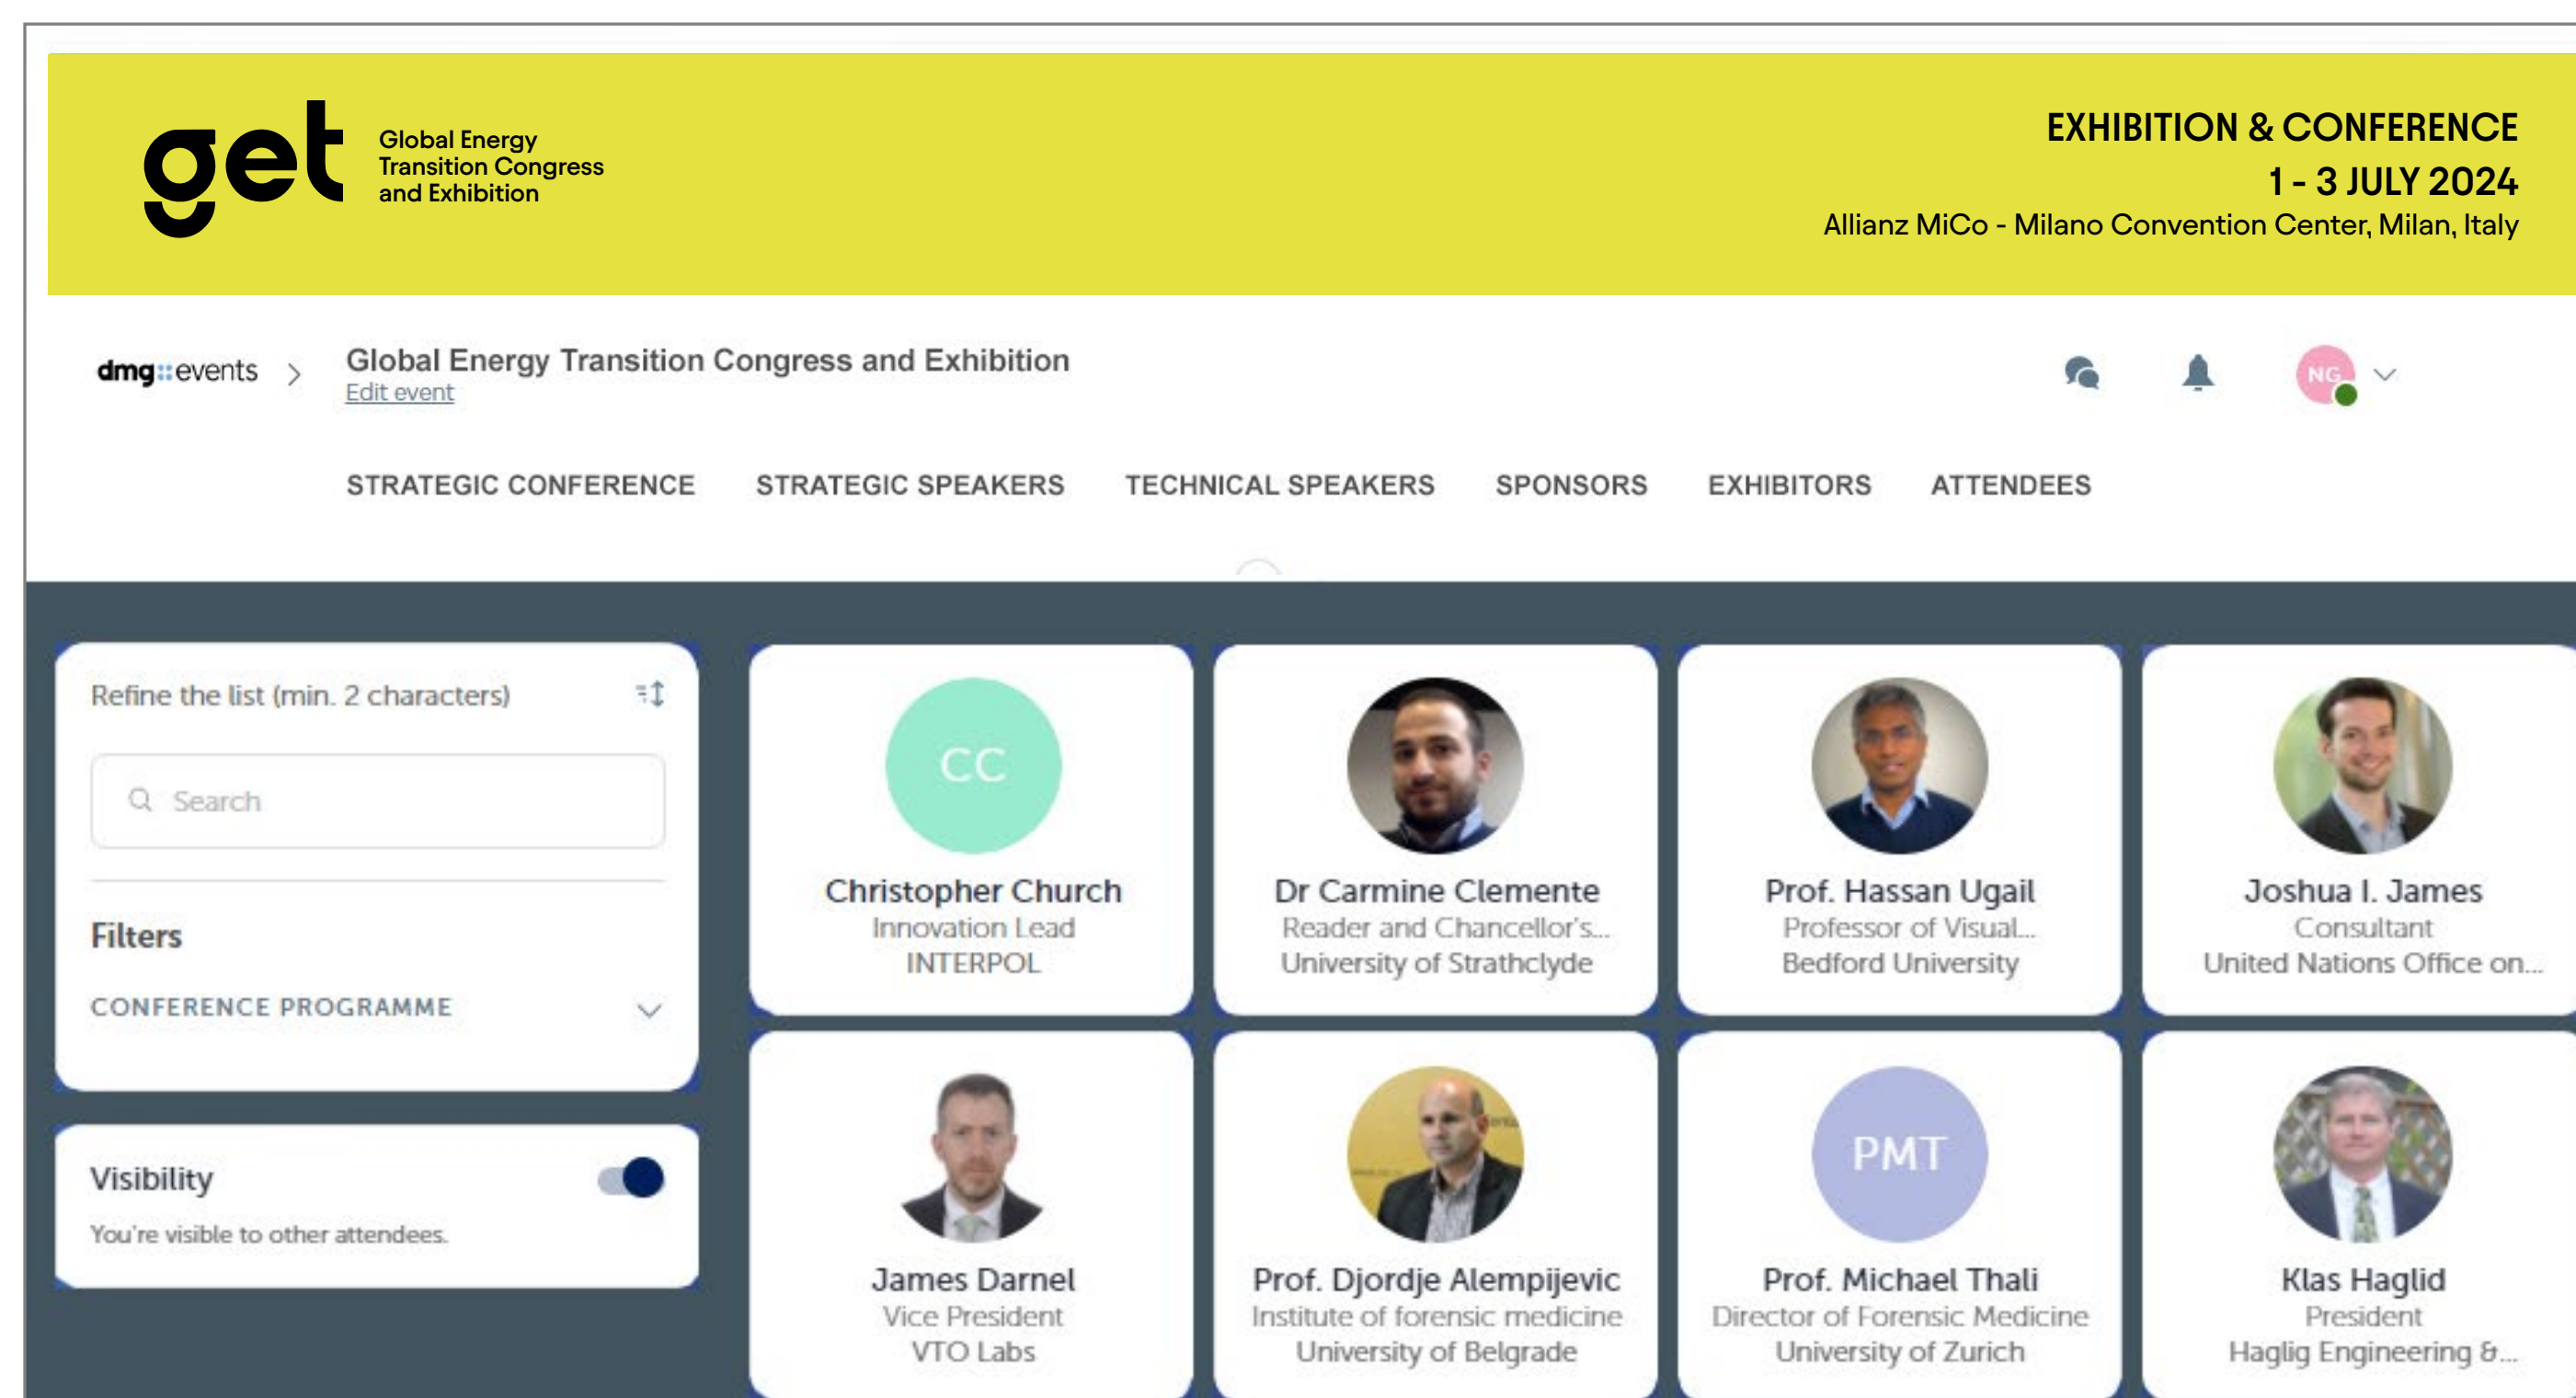 get
Global Energy
Transition Congress
and Exhibition
EXHIBITION & CONFERENCE
1 - 3 JULY 2024
Allianz MiCo - Milano Convention Center, Milan, Italy
dmg::events
Global Energy Transition Congress and Exhibition
Edit event
NG
STRATEGIC CONFERENCE STRATEGIC SPEAKERS TECHNICAL SPEAKERS SPONSORS EXHIBITORS ATTENDEES
Refine the list (min. 2 characters)
Search
Filters
CONFERENCE PROGRAMME
Visibility
You're visible to other attendees.
CC
Christopher Church
Innovation Lead
INTERPOL
Dr Carmine Clemente
Reader and Chancellor's...
University of Strathclyde
Prof. Hassan Ugail
Professor of Visual...
Bedford University
Joshua I. James
Consultant
United Nations Office on...
James Darnel
Vice President
VTO Labs
Prof. Djordje Alempijevic
Institute of forensic medicine
University of Belgrade
PMT
Prof. Michael Thali
Director of Forensic Medicine
University of Zurich
Klas Haglid
President
Haglig Engineering &...